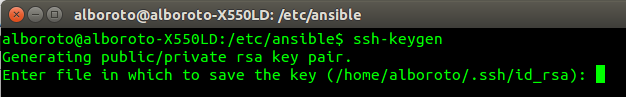 alboroto@alboroto-X550LD: /etc/ansible
alboroto@alboroto-X550LD:/etc/ansible$ ssh-keygen
Generating public/private rsa key pair.
Enter file in which to save the key (/home/alboroto/.ssh/id_rsa):